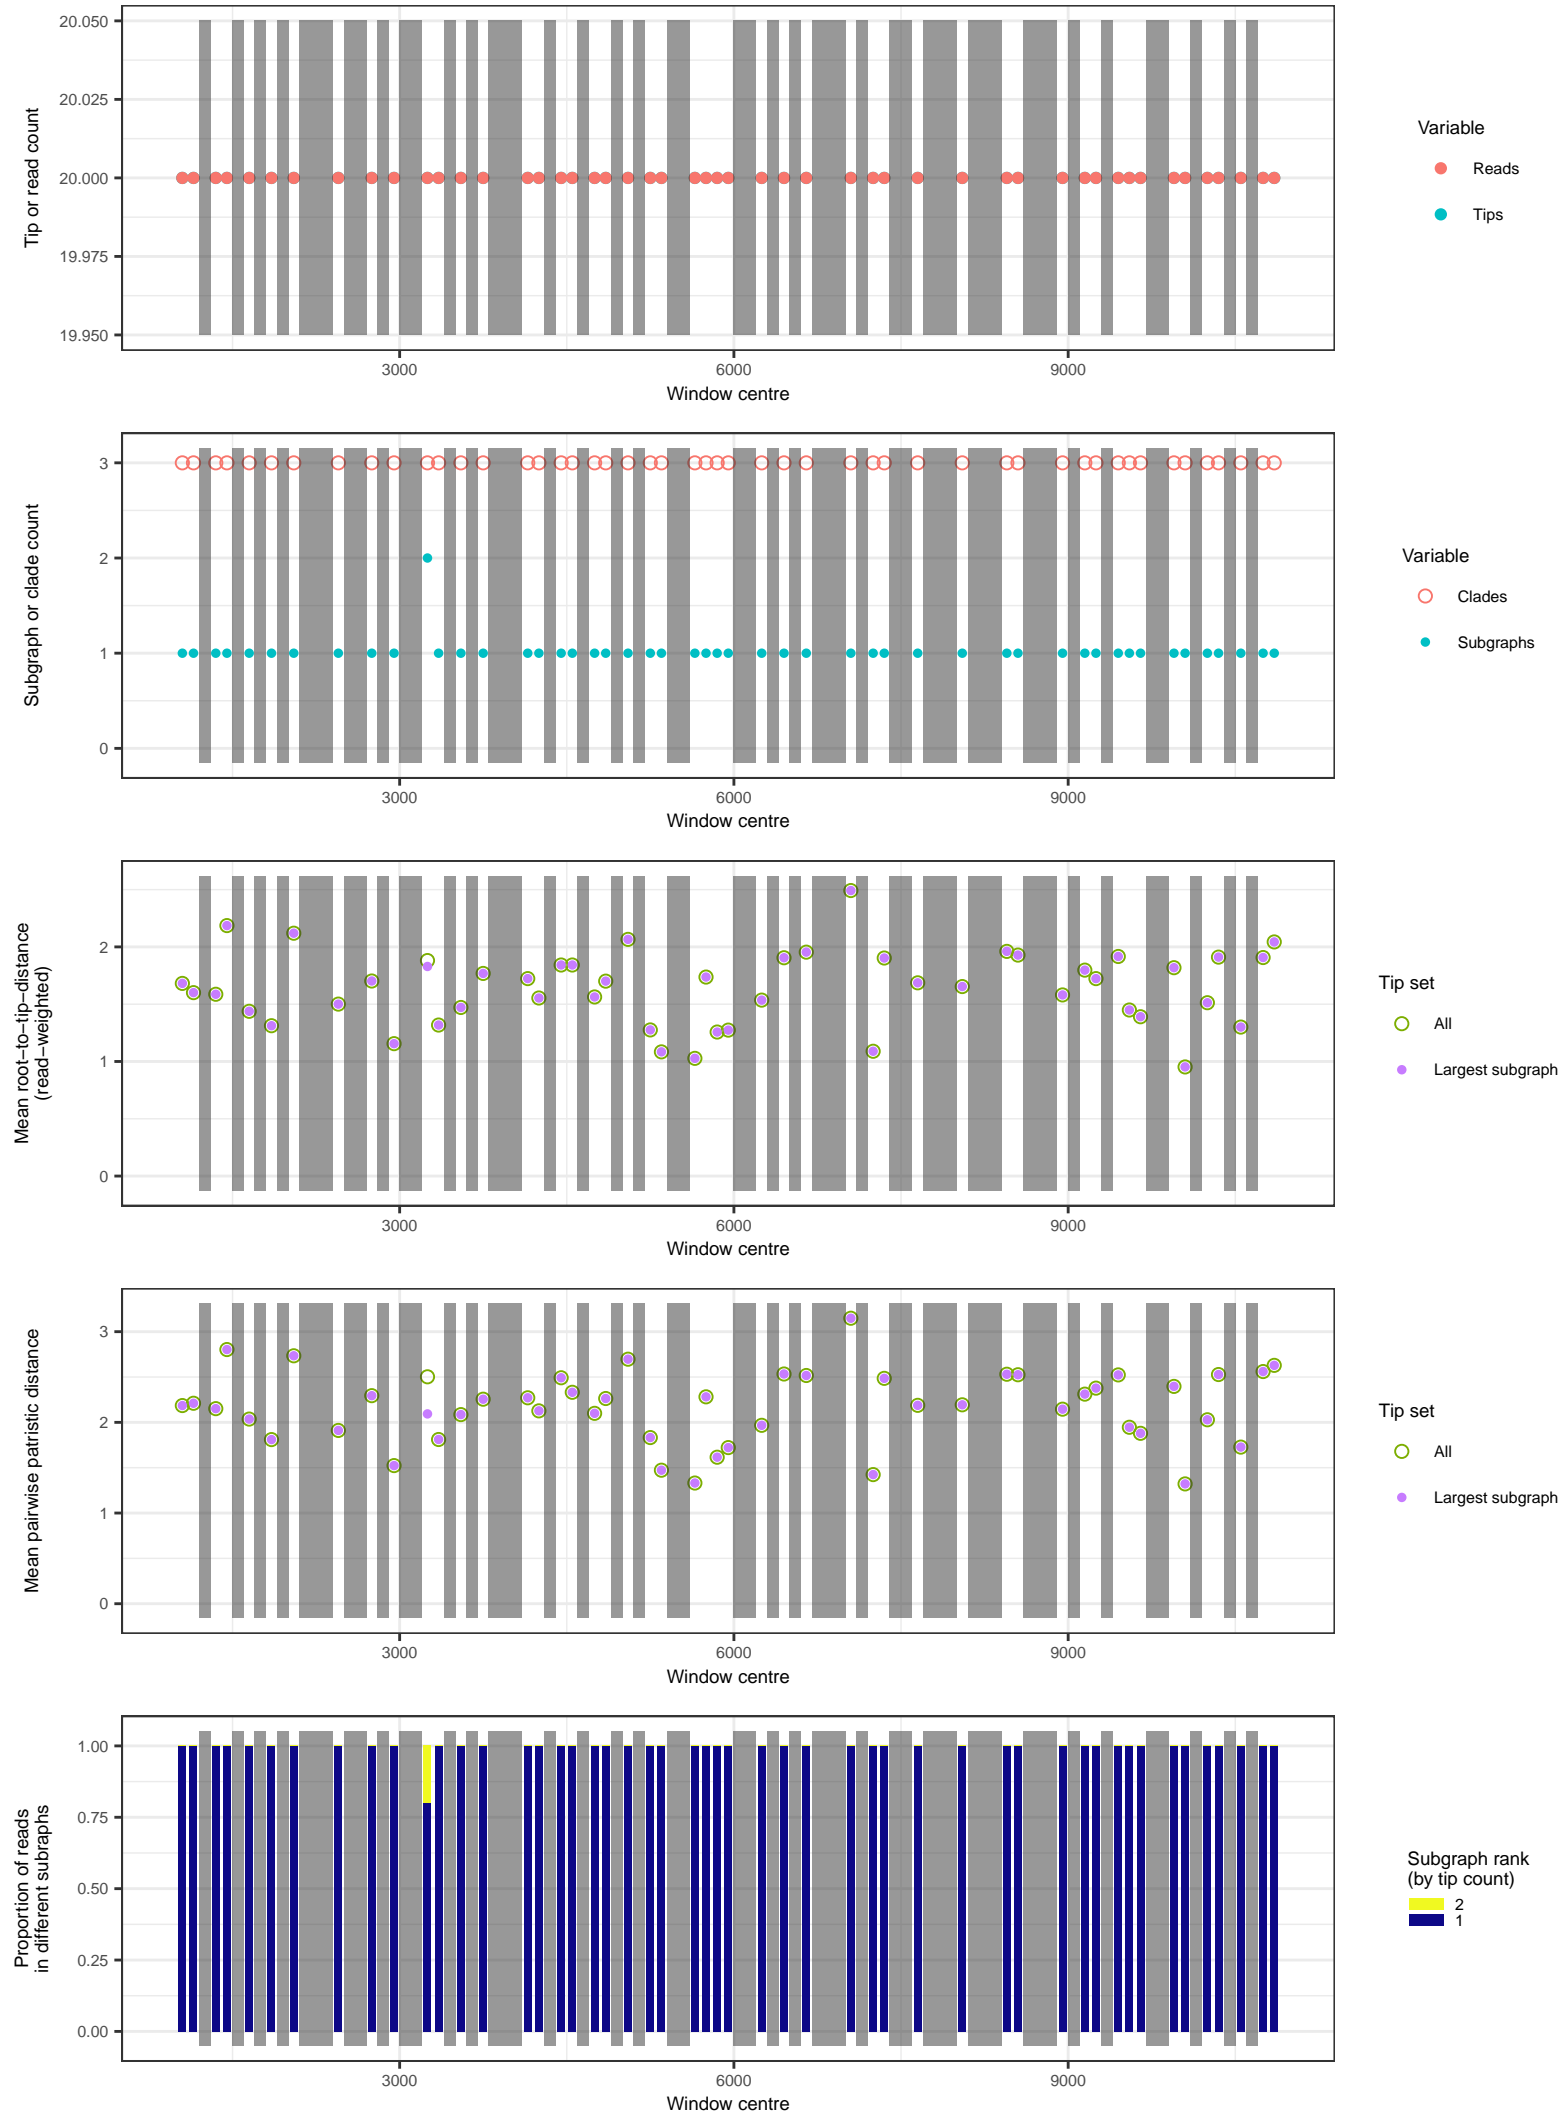 20.050
20.025
20.000
19.975
19.950
Tip or read count
3000
6000
9000
Window centre
Variable
Reads
Tips
3
2
1
0
Subgraph or clade count
3000
6000
9000
Window centre
Variable
Clades
Subgraphs
2
1
0
Mean root−to−tip−distance
(read−weighted)
3000
6000
9000
Window centre
Tip set
All
Largest subgraph
3
2
1
0
Mean pairwise patristic distance
3000
6000
9000
Window centre
Tip set
All
Largest subgraph
1.00
0.75
0.50
0.25
0.00
Proportion of reads
in different subraphs
3000
6000
9000
Window centre
Subgraph rank
(by tip count)
2
1